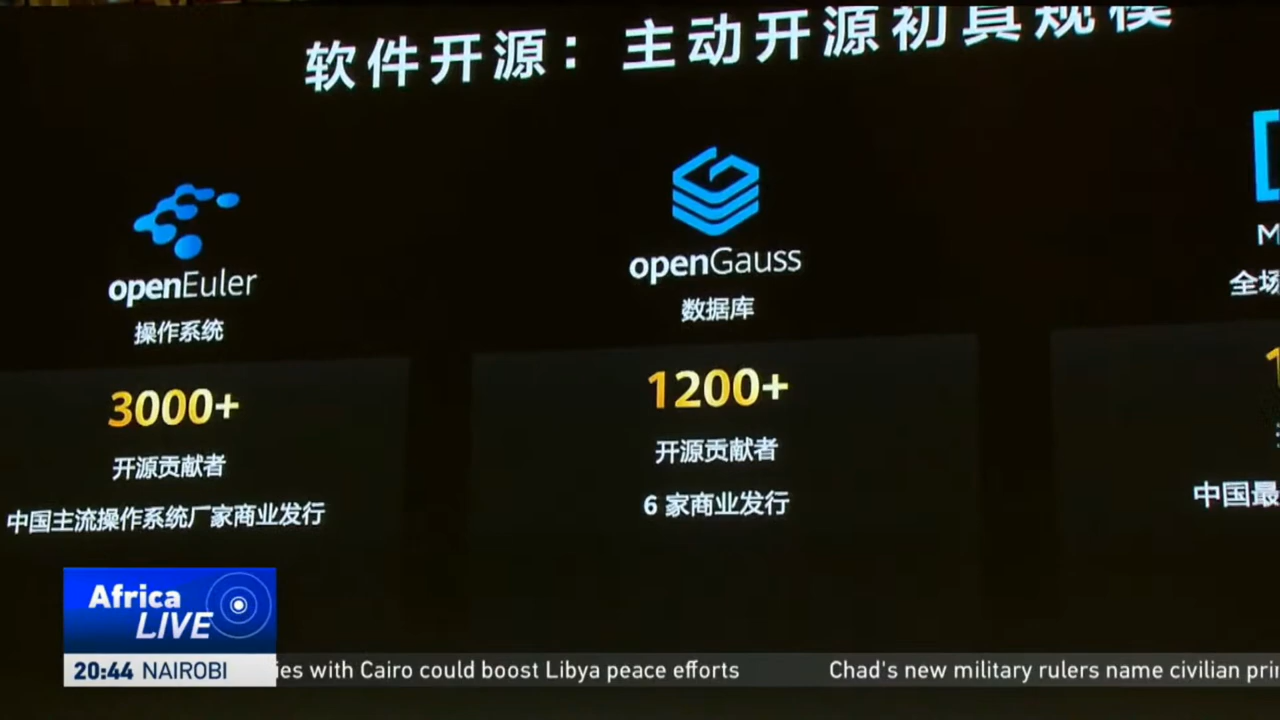 软件开源：主动开源初具规模
openEuler
操作系统
3000+
开源贡献者
中国主流操作系统厂家商业发行
openGauss
数据库
1200+
开源贡献者
6 家商业发行
M
全场
1
中国最
Africa
LIVE
20:44 NAIROBI
ies with Cairo could boost Libya peace efforts
Chad's new military rulers name civilian pri